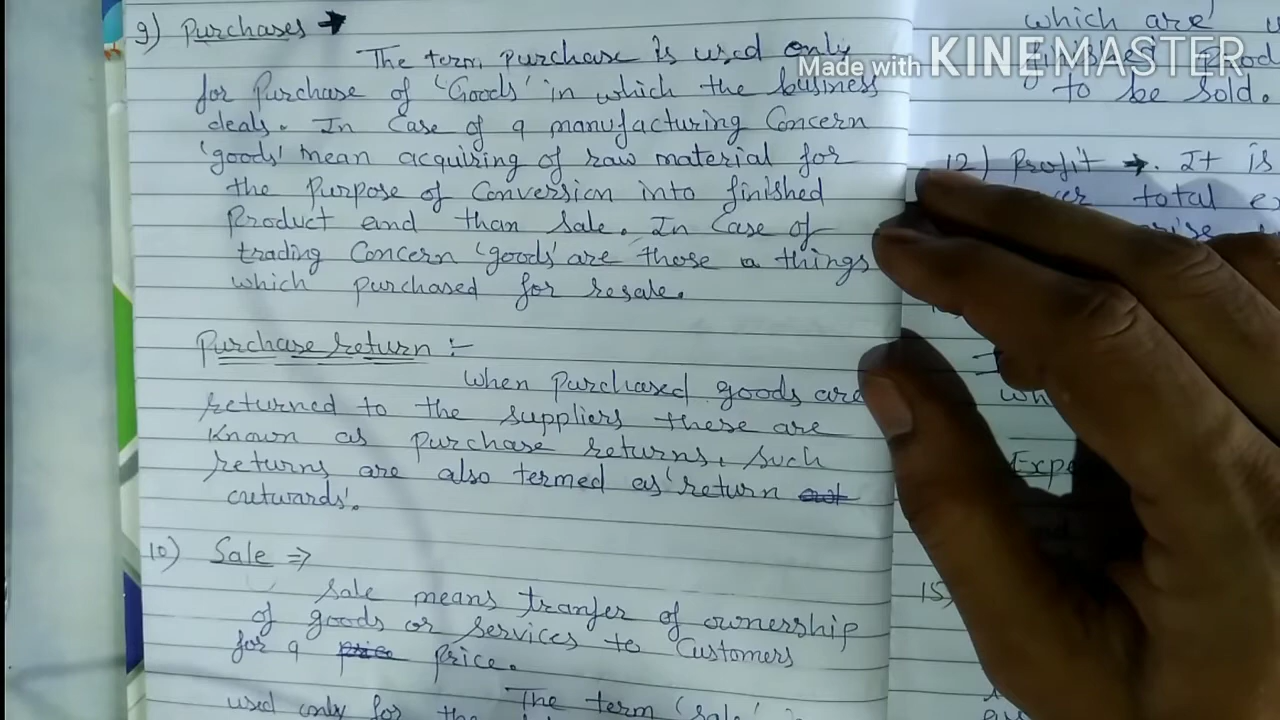 9) Purchases →
The term purchase is used only
for Purchase of 'Goods' in which the business
deals. In Case of a manufacturing Concern
'goods' mean acquiring of raw material for
the Purpose of Conversion into finished
Product and than Sale. In Case of
trading Concern 'goods' are those a things
which purchased for resale.
Purchase return :-
When purchased goods are
returned to the suppliers these are
Known as purchase returns. Such
returns are also termed as 'return out
outwards'.
10) Sale ⇒
Sale means tranfer of ownership
of goods or services to Customers
for a price price.
The term 'Sale'
used only for the
which are
finished
to be Sold.
12) Profit → It is
total
15)
Made with KINEMASTER